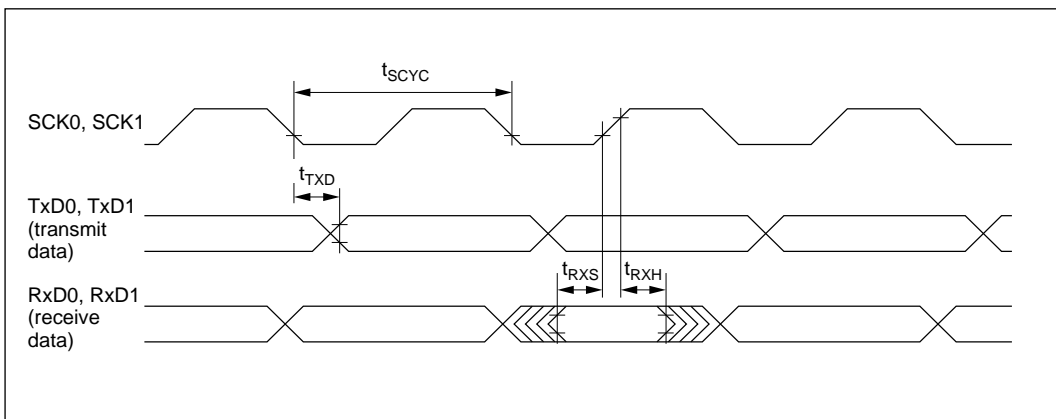 tSCYC
SCK0, SCK1
tTXD
TxD0, TxD1
(transmit
data)
tRXS
tRXH
RxD0, RxD1
(receive
data)